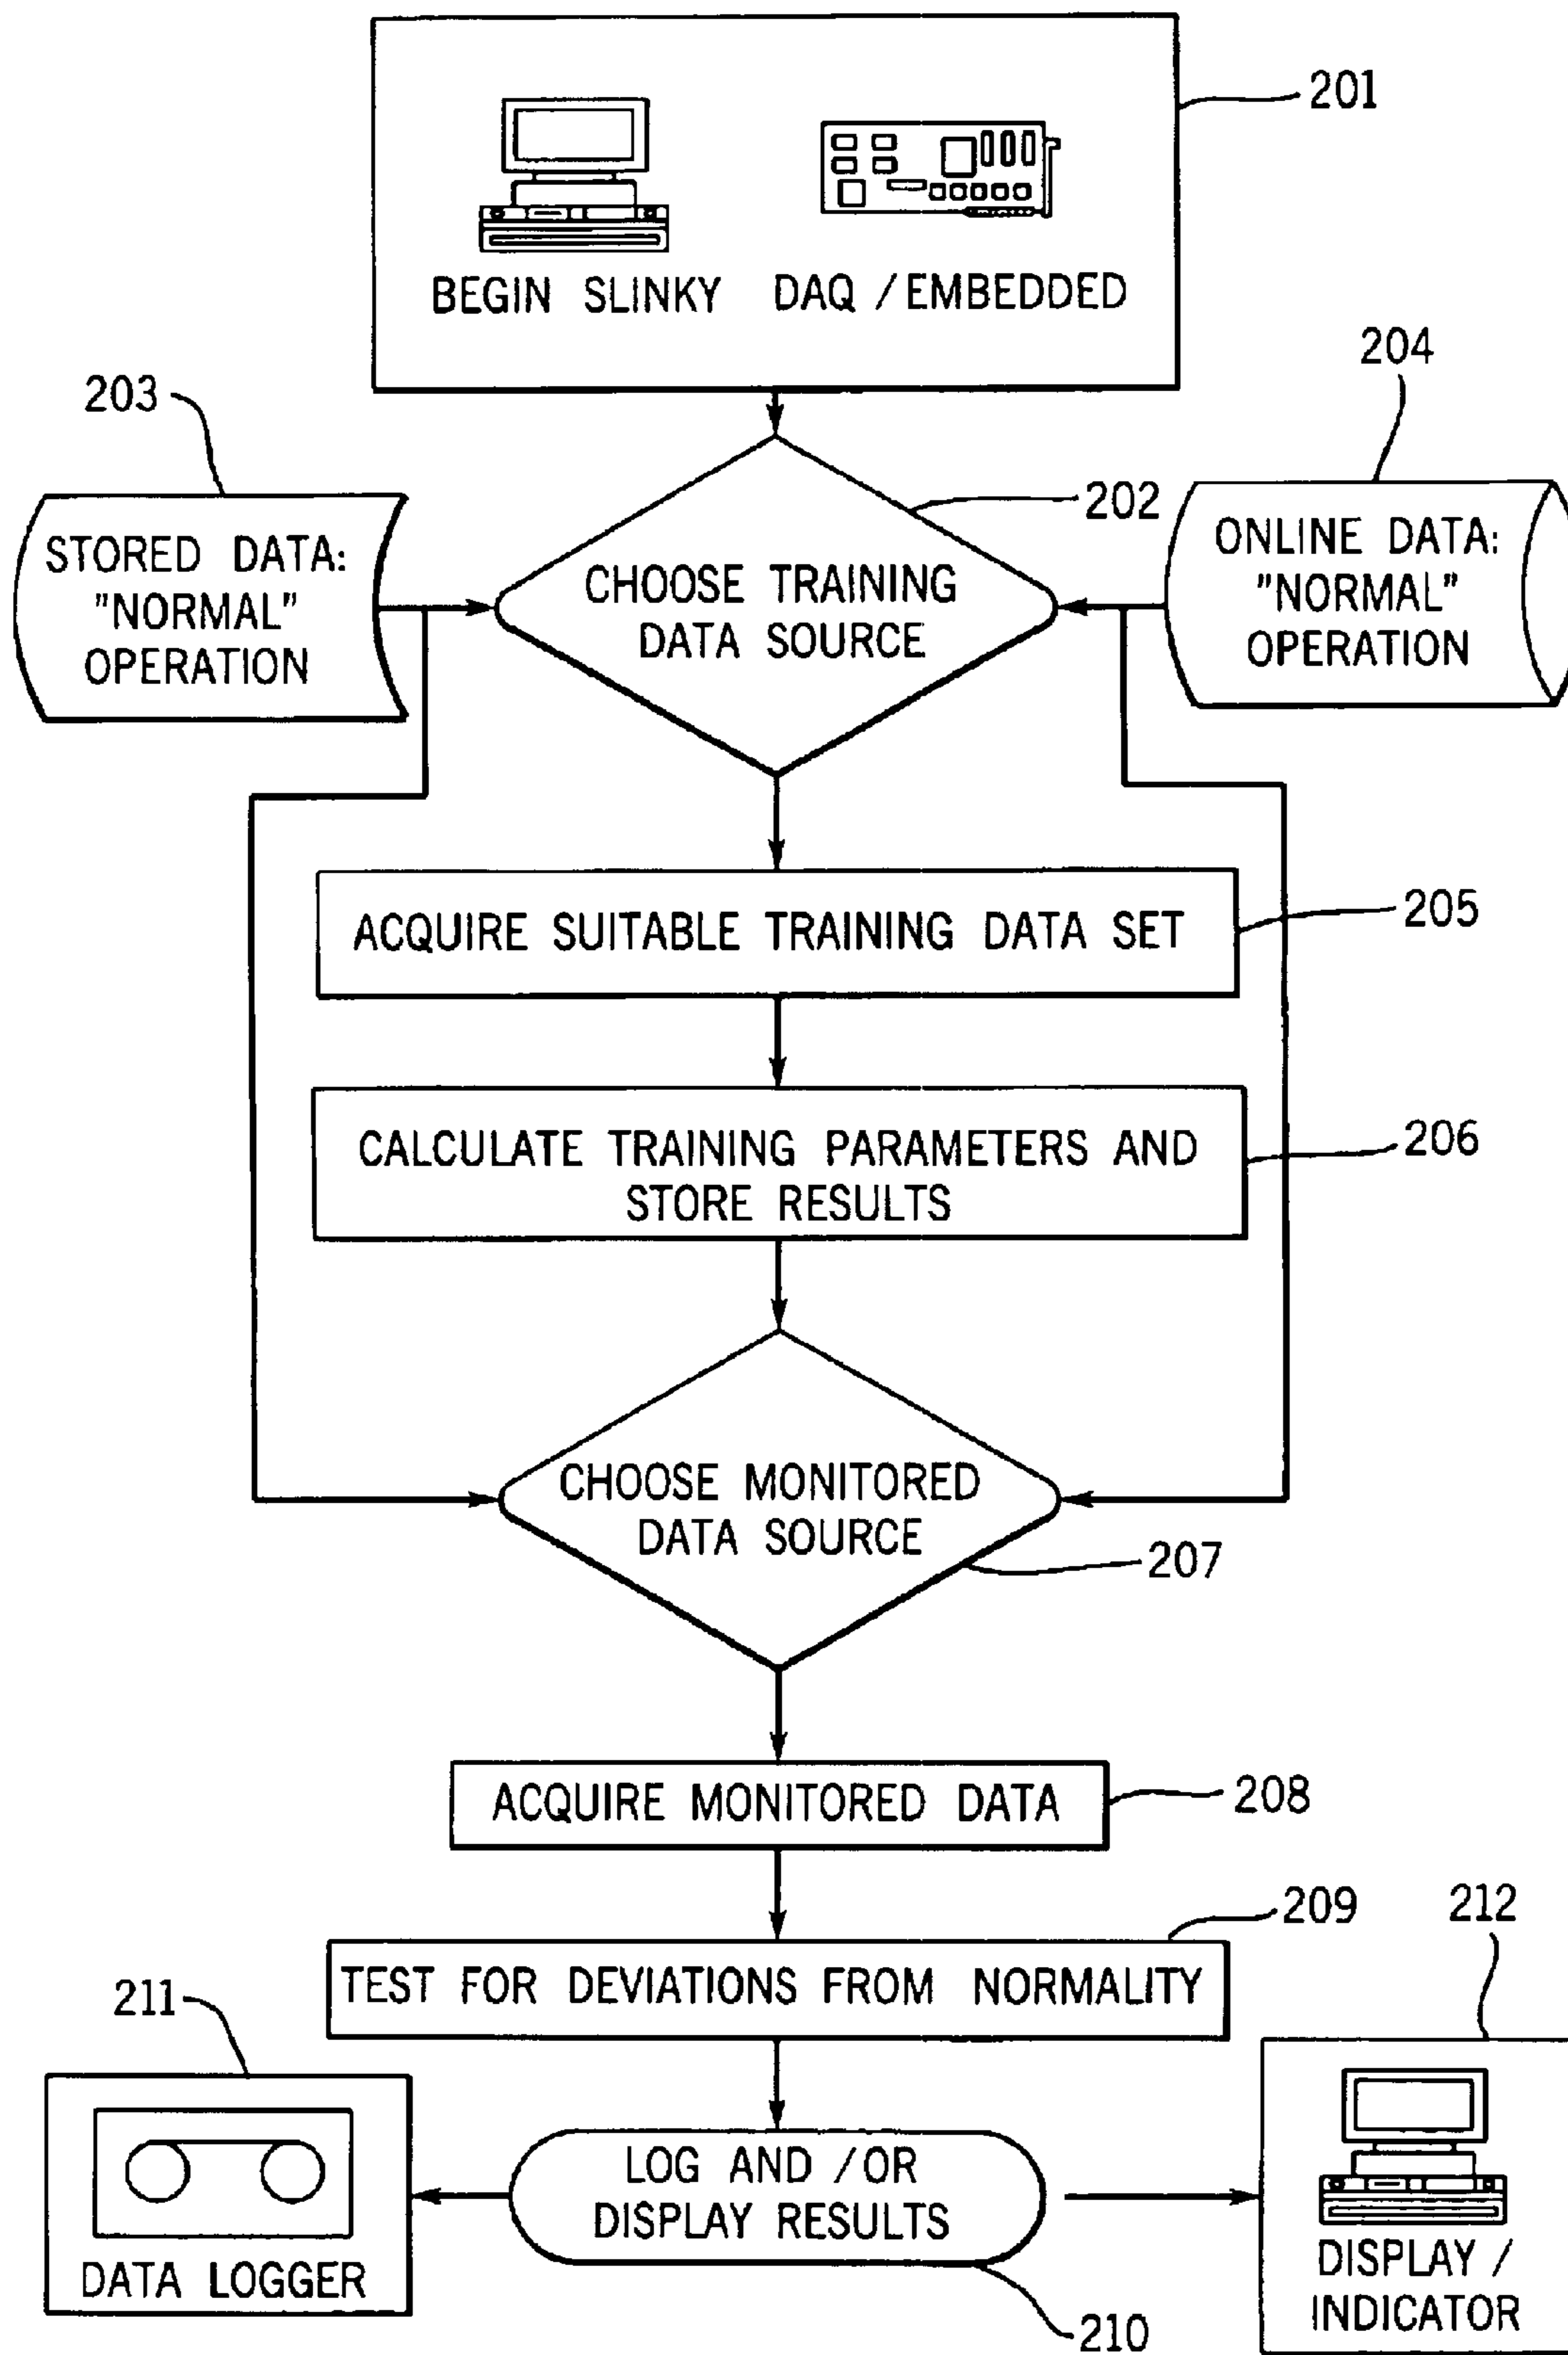 201
BEGIN SLINKY
DAQ / EMBEDDED
203
204
202
STORED DATA:
"NORMAL"
OPERATION
CHOOSE TRAINING
DATA SOURCE
ONLINE DATA:
"NORMAL"
OPERATION
ACQUIRE SUITABLE TRAINING DATA SET
205
CALCULATE TRAINING PARAMETERS AND
STORE RESULTS
206
CHOOSE MONITORED
DATA SOURCE
207
ACQUIRE MONITORED DATA
208
209
212
TEST FOR DEVIATIONS FROM NORMALITY
211
LOG AND /OR
DISPLAY RESULTS
DATA LOGGER
DISPLAY /
INDICATOR
210